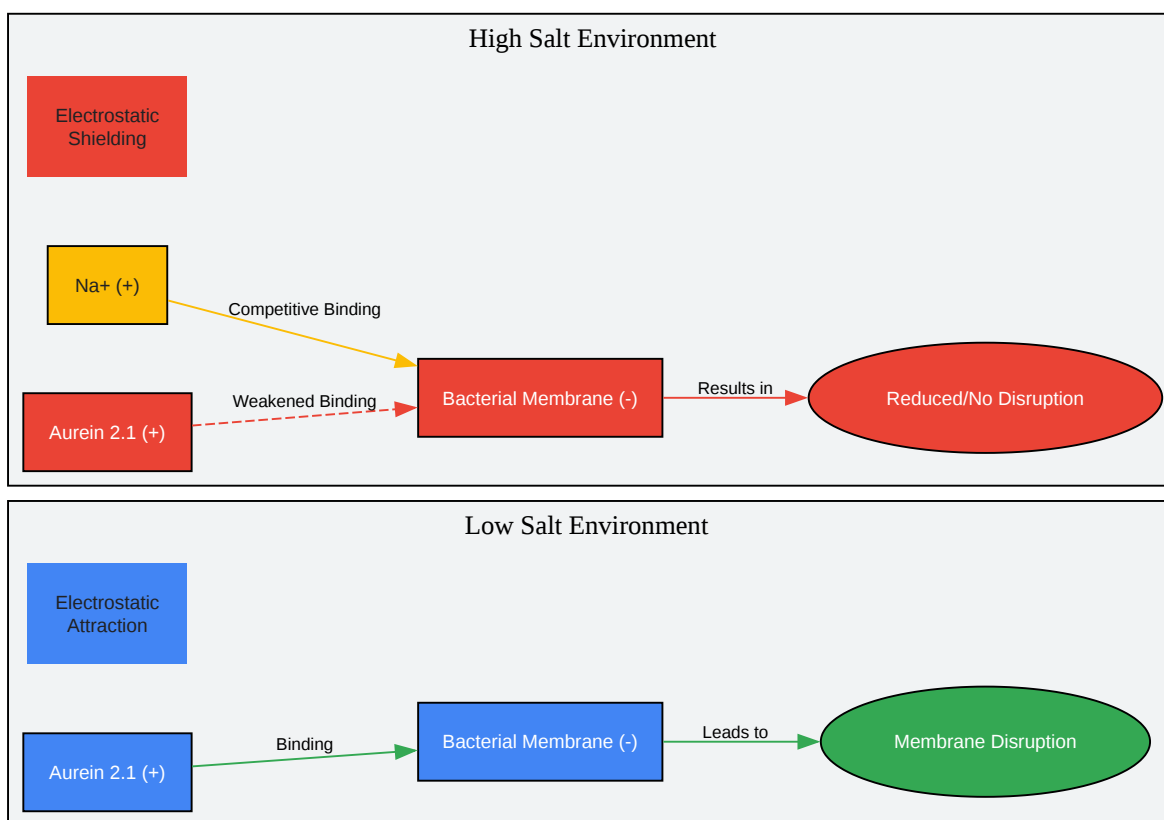 High Salt Environment
Electrostatic
Shielding
Na+ (+)
Competitive Binding
Aurein 2.1 (+)
Weakened Binding
Bacterial Membrane (-)
Results in
Reduced/No Disruption
Low Salt Environment
Electrostatic
Attraction
Aurein 2.1 (+)
Binding
Bacterial Membrane (-)
Leads to
Membrane Disruption